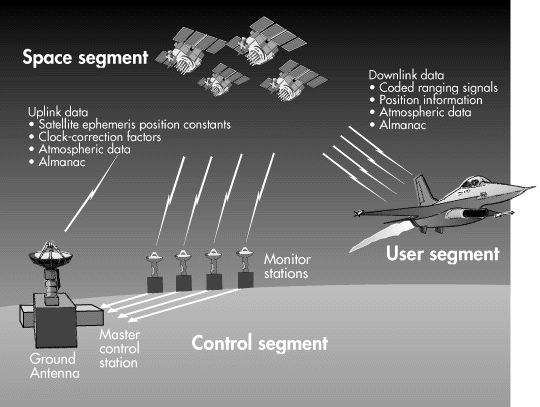 Space segment
Downlink data
• Coded ranging signals
• Position information
• Atmospheric data
• Almanac
Uplink data
• Satellite ephemeris position constants
• Clock-correction factors
• Atmospheric data
• Almanac
User segment
Monitor
stations
Control segment
Master
control
station
Ground
Antenna